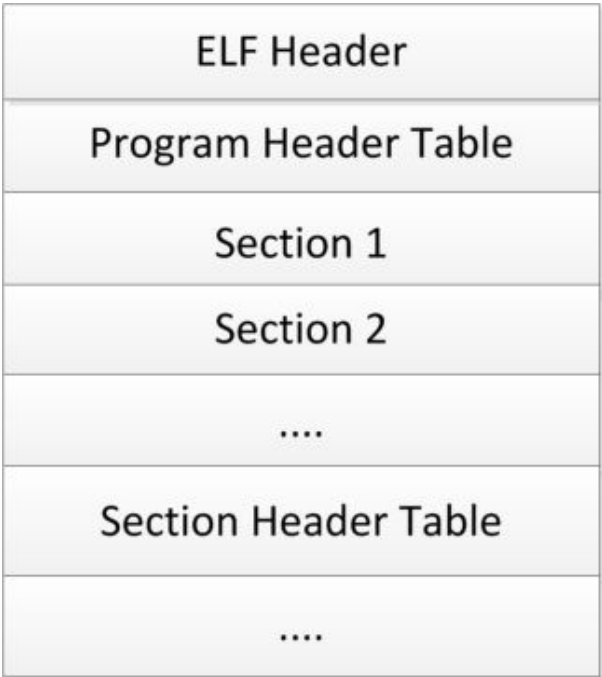 ELF Header
Program Header Table
Section 1
Section 2
....
Section Header Table
....